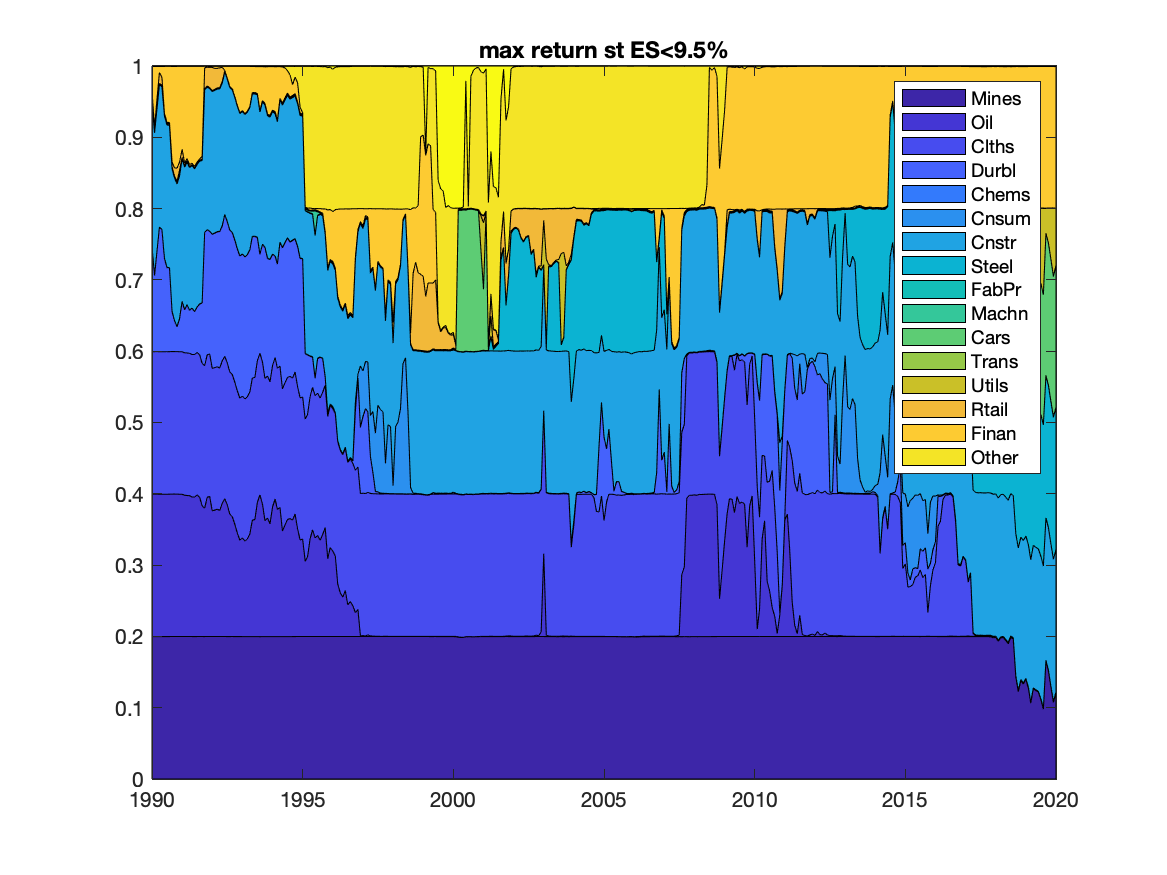 max return st ES<9.5%
1
0.9
0.8
0.7
0.6
0.5
0.4
0.3
0.2
0.1
0
1990 1995 2000 2005 2010 2015 2020
Mines
Oil
Clths
Durbl
Chems
Cnsum
Cnstr
Steel
FabPr
Machn
Cars
Trans
Utils
Rtail
Finan
Other